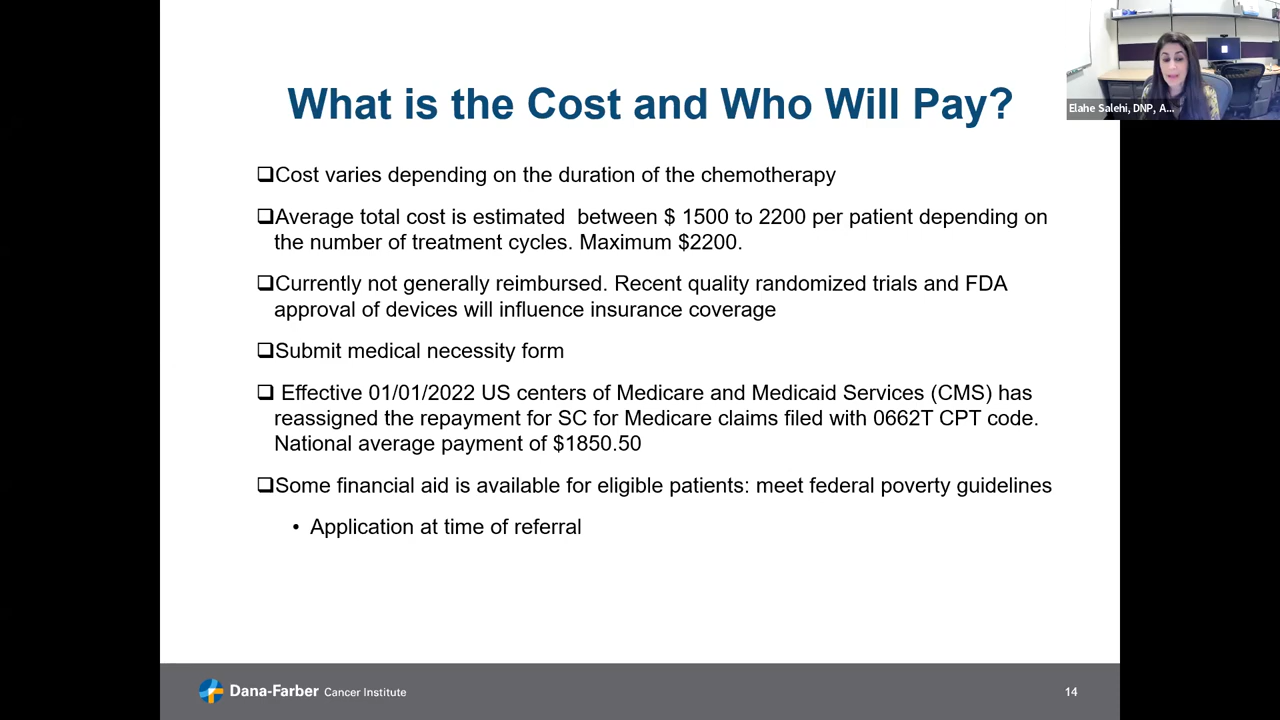 What is the Cost and Who Will Pay?
Elahe Salehi, DNP, A...
❑Cost varies depending on the duration of the chemotherapy
❑Average total cost is estimated  between $ 1500 to 2200 per patient depending on
the number of treatment cycles. Maximum $2200.
❑Currently not generally reimbursed. Recent quality randomized trials and FDA
approval of devices will influence insurance coverage
❑Submit medical necessity form
❑ Effective 01/01/2022 US centers of Medicare and Medicaid Services (CMS) has
reassigned the repayment for SC for Medicare claims filed with 0662T CPT code.
National average payment of $1850.50
❑Some financial aid is available for eligible patients: meet federal poverty guidelines
• Application at time of referral
Dana-Farber Cancer Institute
14